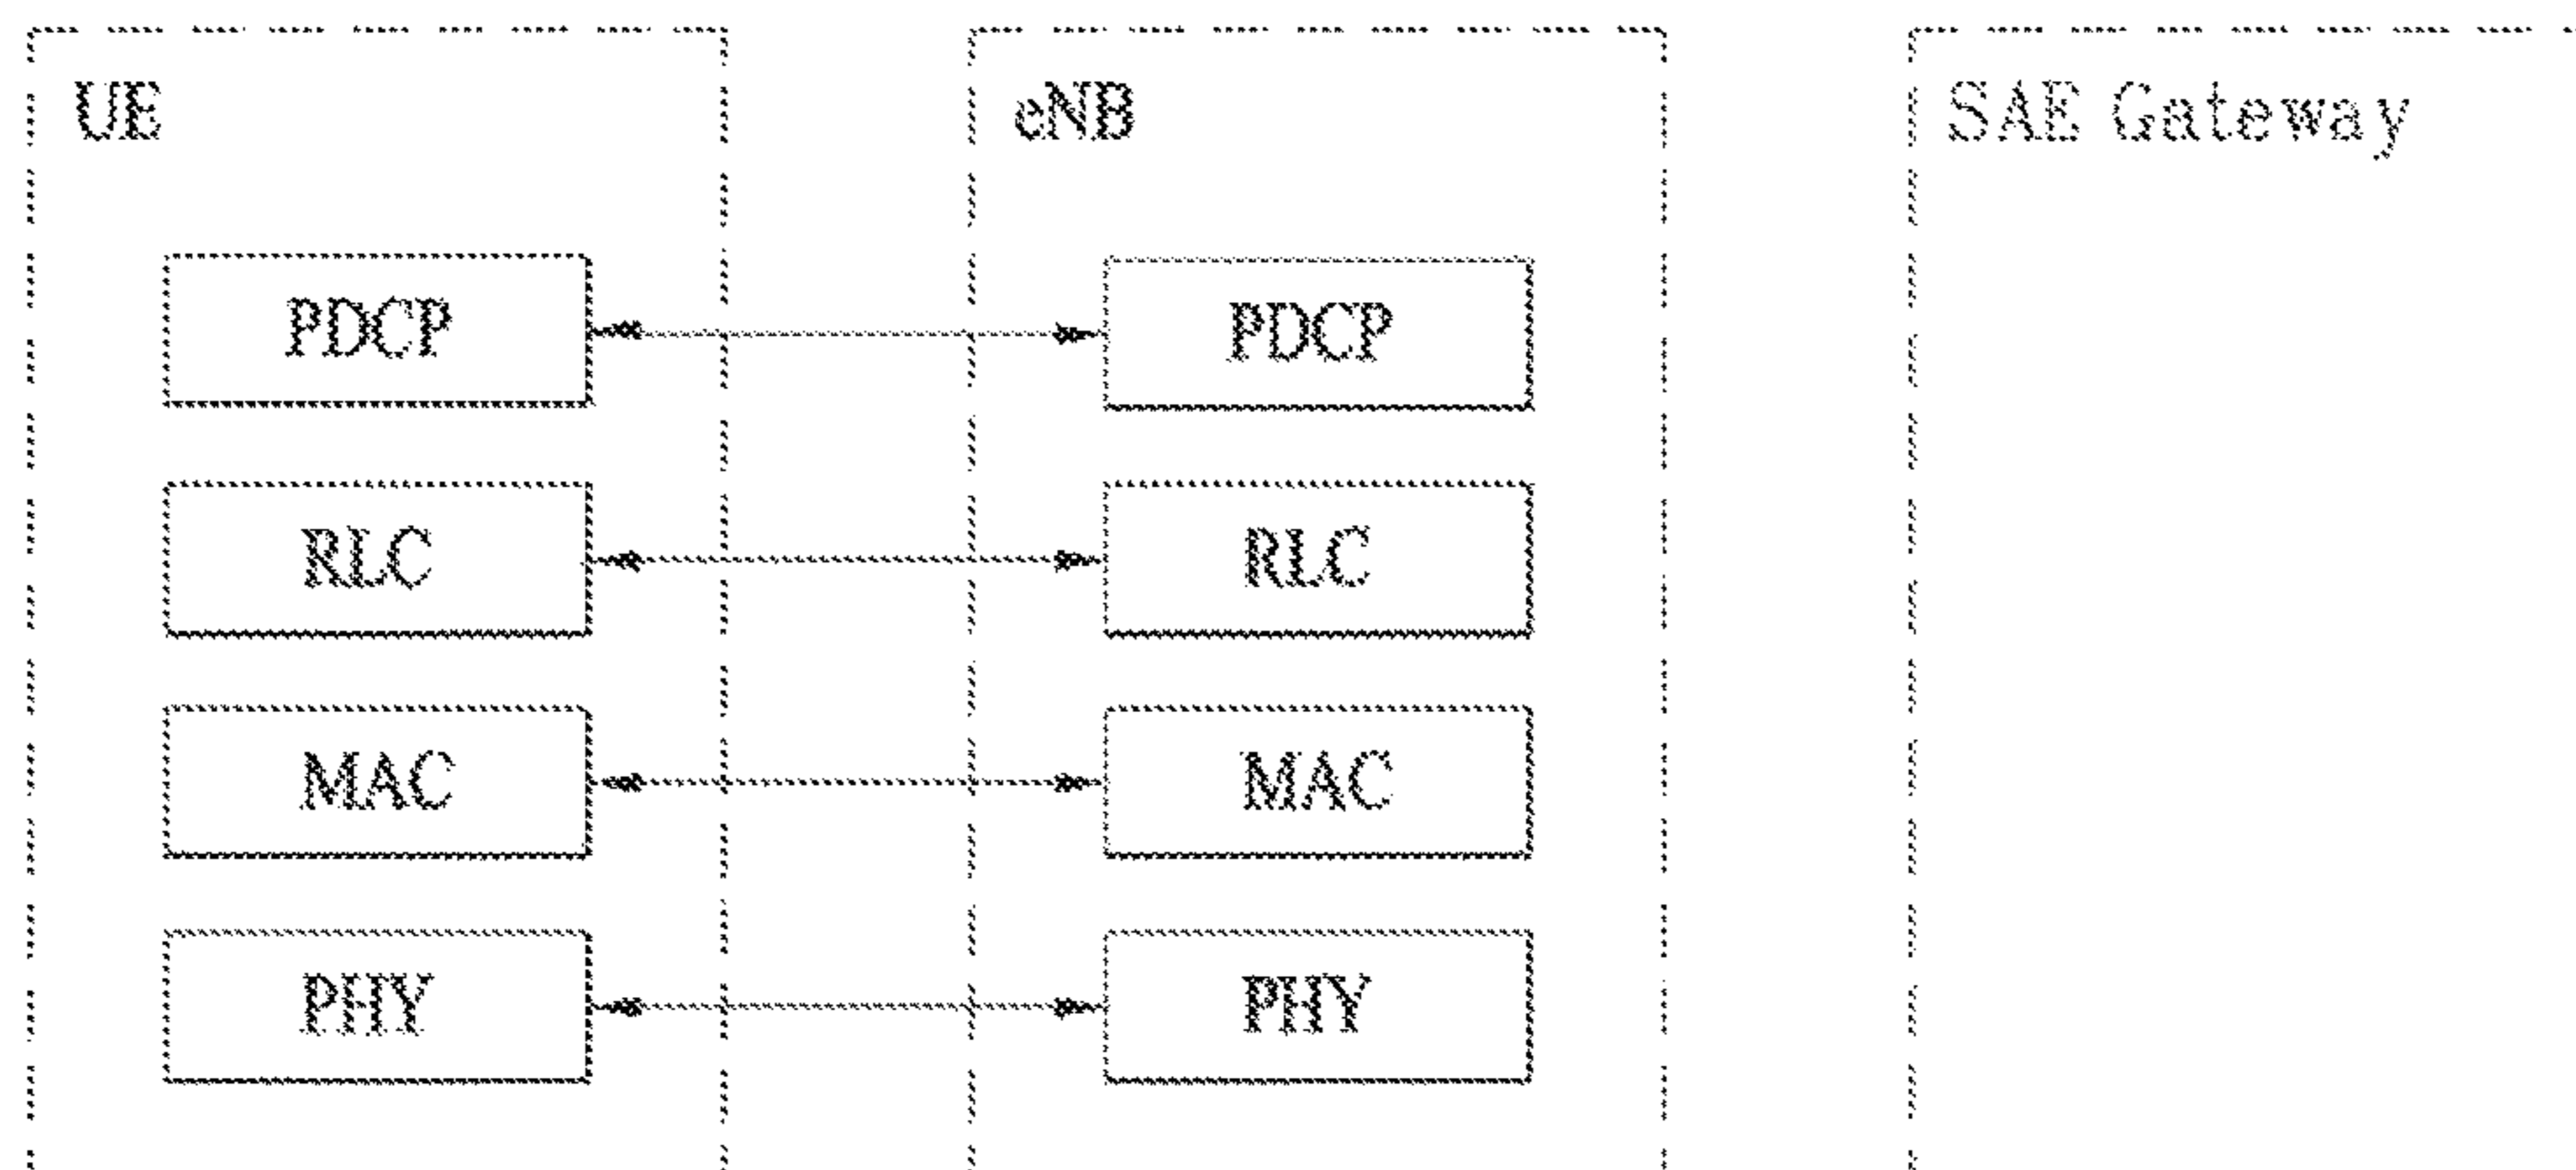 UE eNB SAE Gateway
PDCP PDCP
RLC RLC
MAC MAC
PHY PHY